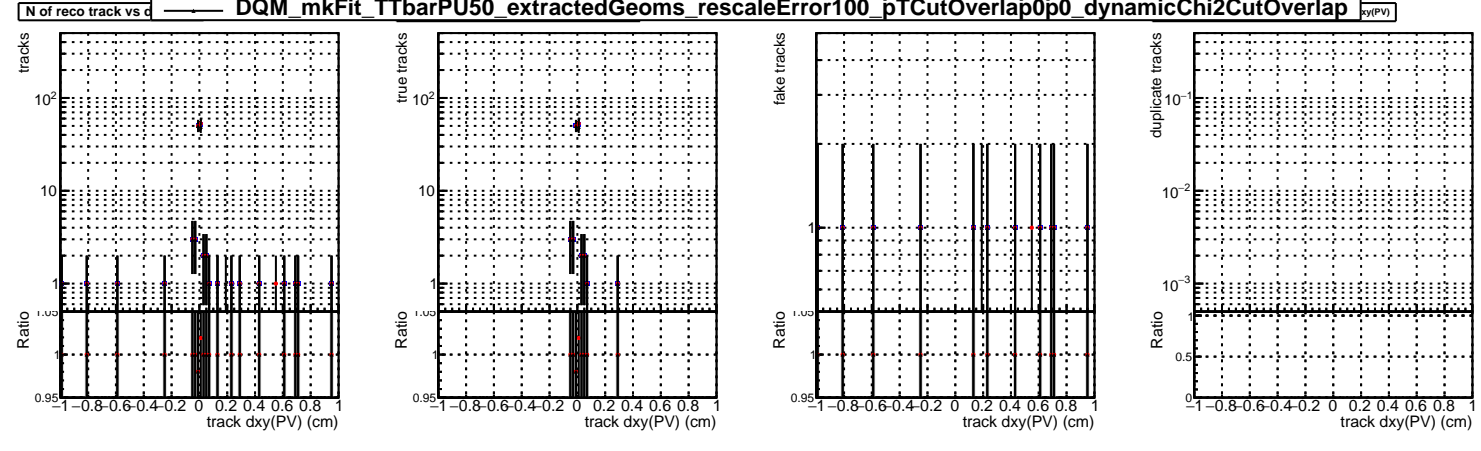 N of reco track vs d
DQM_mkFit_TTbarPU50_extractedGeoms_rescaleError100_pTCutOverlap0p0_dynamicChi2CutOverlap
xy(PV)
tracks
10²
10
1
1.05
Ratio
1
0.95
−1 −0.8 −0.6 −0.4 −0.2 0 0.2 0.4 0.6 0.8 1
track dxy(PV) (cm)
true tracks
10²
10
1
1.05
Ratio
1
0.95
−1 −0.8 −0.6 −0.4 −0.2 0 0.2 0.4 0.6 0.8 1
track dxy(PV) (cm)
fake tracks
1
1.05
Ratio
1
0.95
−1 −0.8 −0.6 −0.4 −0.2 0 0.2 0.4 0.6 0.8 1
track dxy(PV) (cm)
duplicate tracks
10⁻¹
10⁻²
10⁻³
Ratio
1
0.5
0
−1 −0.8 −0.6 −0.4 −0.2 0 0.2 0.4 0.6 0.8 1
track dxy(PV) (cm)